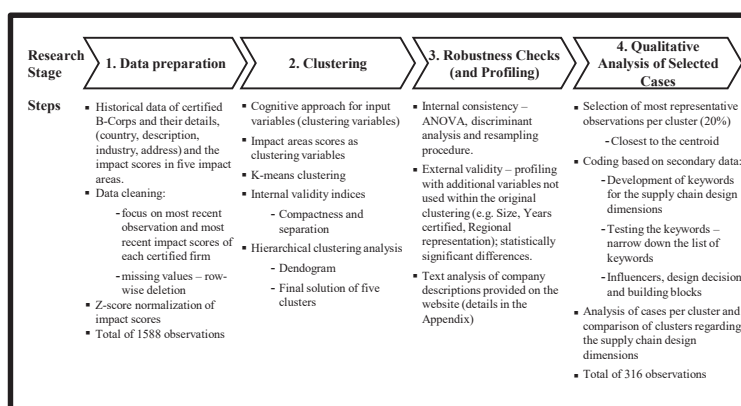 Research Stage
1. Data preparation
2. Clustering
3. Robustness Checks
(and Profiling)
4. Qualitative
Analysis of Selected
Cases
Steps
▪ Historical data of certified
B-Corps and their details,
(country, description,
industry, address) and the
impact scores in five impact
areas.
▪ Data cleaning:
- focus on most recent
observation and most
recent impact scores of
each certified firm
- missing values – row-
wise deletion
▪ Z-score normalization of
impact scores
▪ Total of 1588 observations
▪ Cognitive approach for input
variables (clustering variables)
▪ Impact areas scores as
clustering variables
▪ K-means clustering
▪ Internal validity indices
- Compactness and
separation
▪ Hierarchical clustering analysis
- Dendogram
- Final solution of five
clusters
▪ Internal consistency –
ANOVA, discriminant
analysis and resampling
procedure.
▪ External validity – profiling
with additional variables not
used within the original
clustering (e.g. Size, Years
certified, Regional
representation); statistically
significant differences.
▪ Text analysis of company
descriptions provided on the
website (details in the
Appendix)
▪ Selection of most representative
observations per cluster (20%)
- Closest to the centroid
▪ Coding based on secondary data:
- Development of keywords
for the supply chain design
dimensions
- Testing the keywords –
narrow down the list of
keywords
- Influencers, design decision
and building blocks
▪ Analysis of cases per cluster and
comparison of clusters regarding
the supply chain design
dimensions
▪ Total of 316 observations